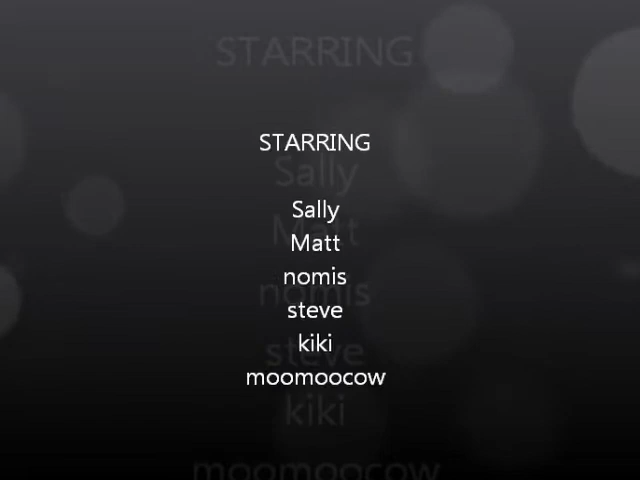 STARRING
Sally
Matt
nomis
steve
kiki
moomoocow